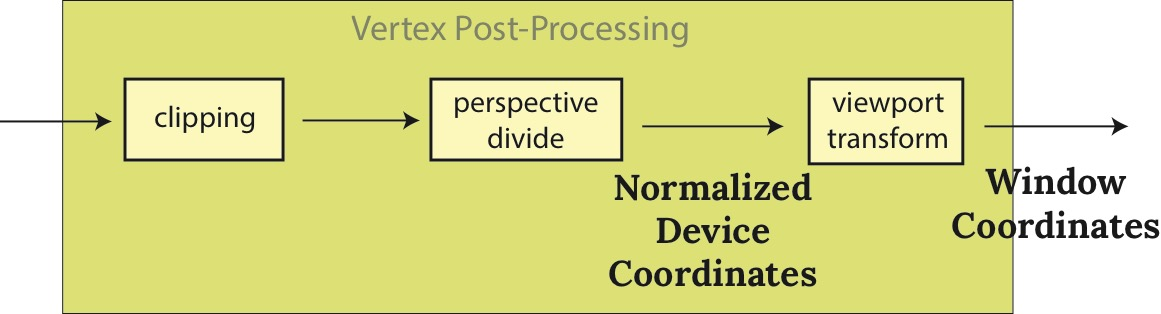 Vertex Post-Processing
clipping
perspective
divide
viewport
transform
Normalized
Device
Coordinates
Window
Coordinates